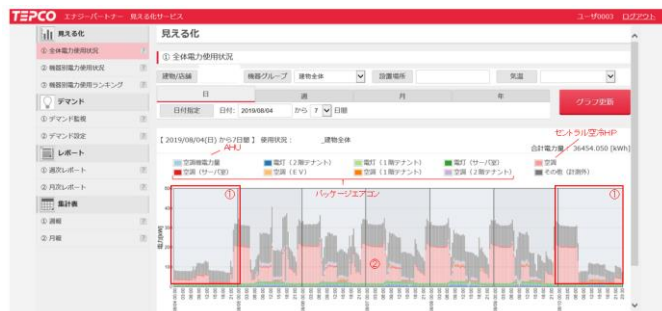 TEPCO エナジーパートナー 見える化サービス
ユーザ0003 ログアウト
見える化
① 全体電力使用状況
② 機器別電力使用状況
③ 機器別電力使用ランキング
デマンド
① デマンド監視
② デマンド設定
レポート
① 週次レポート
② 月次レポート
集計表
① 週報
② 月報
見える化
① 全体電力使用状況
建物/店舗 機器グループ 建物全体 設置場所 気温
日 週 月 年
グラフ更新
日付指定 日付: 2019/08/04 から 7 日間
【 2019/08/04(日) から7日間 】 使用状況 : _建物全体
AHU
セントラル空冷HP
合計電力量 : 36454.050 [kWh]
空調機電力量 電灯（2階テナント） 電灯（1階テナント） 電灯（サーバ室） 空調
空調（サーバ室） 空調（EV） 空調（1階テナント） 空調（2階テナント） その他（計測外）
パッケージエアコン
① ①
②
電力[kW]
500
400
300
200
100